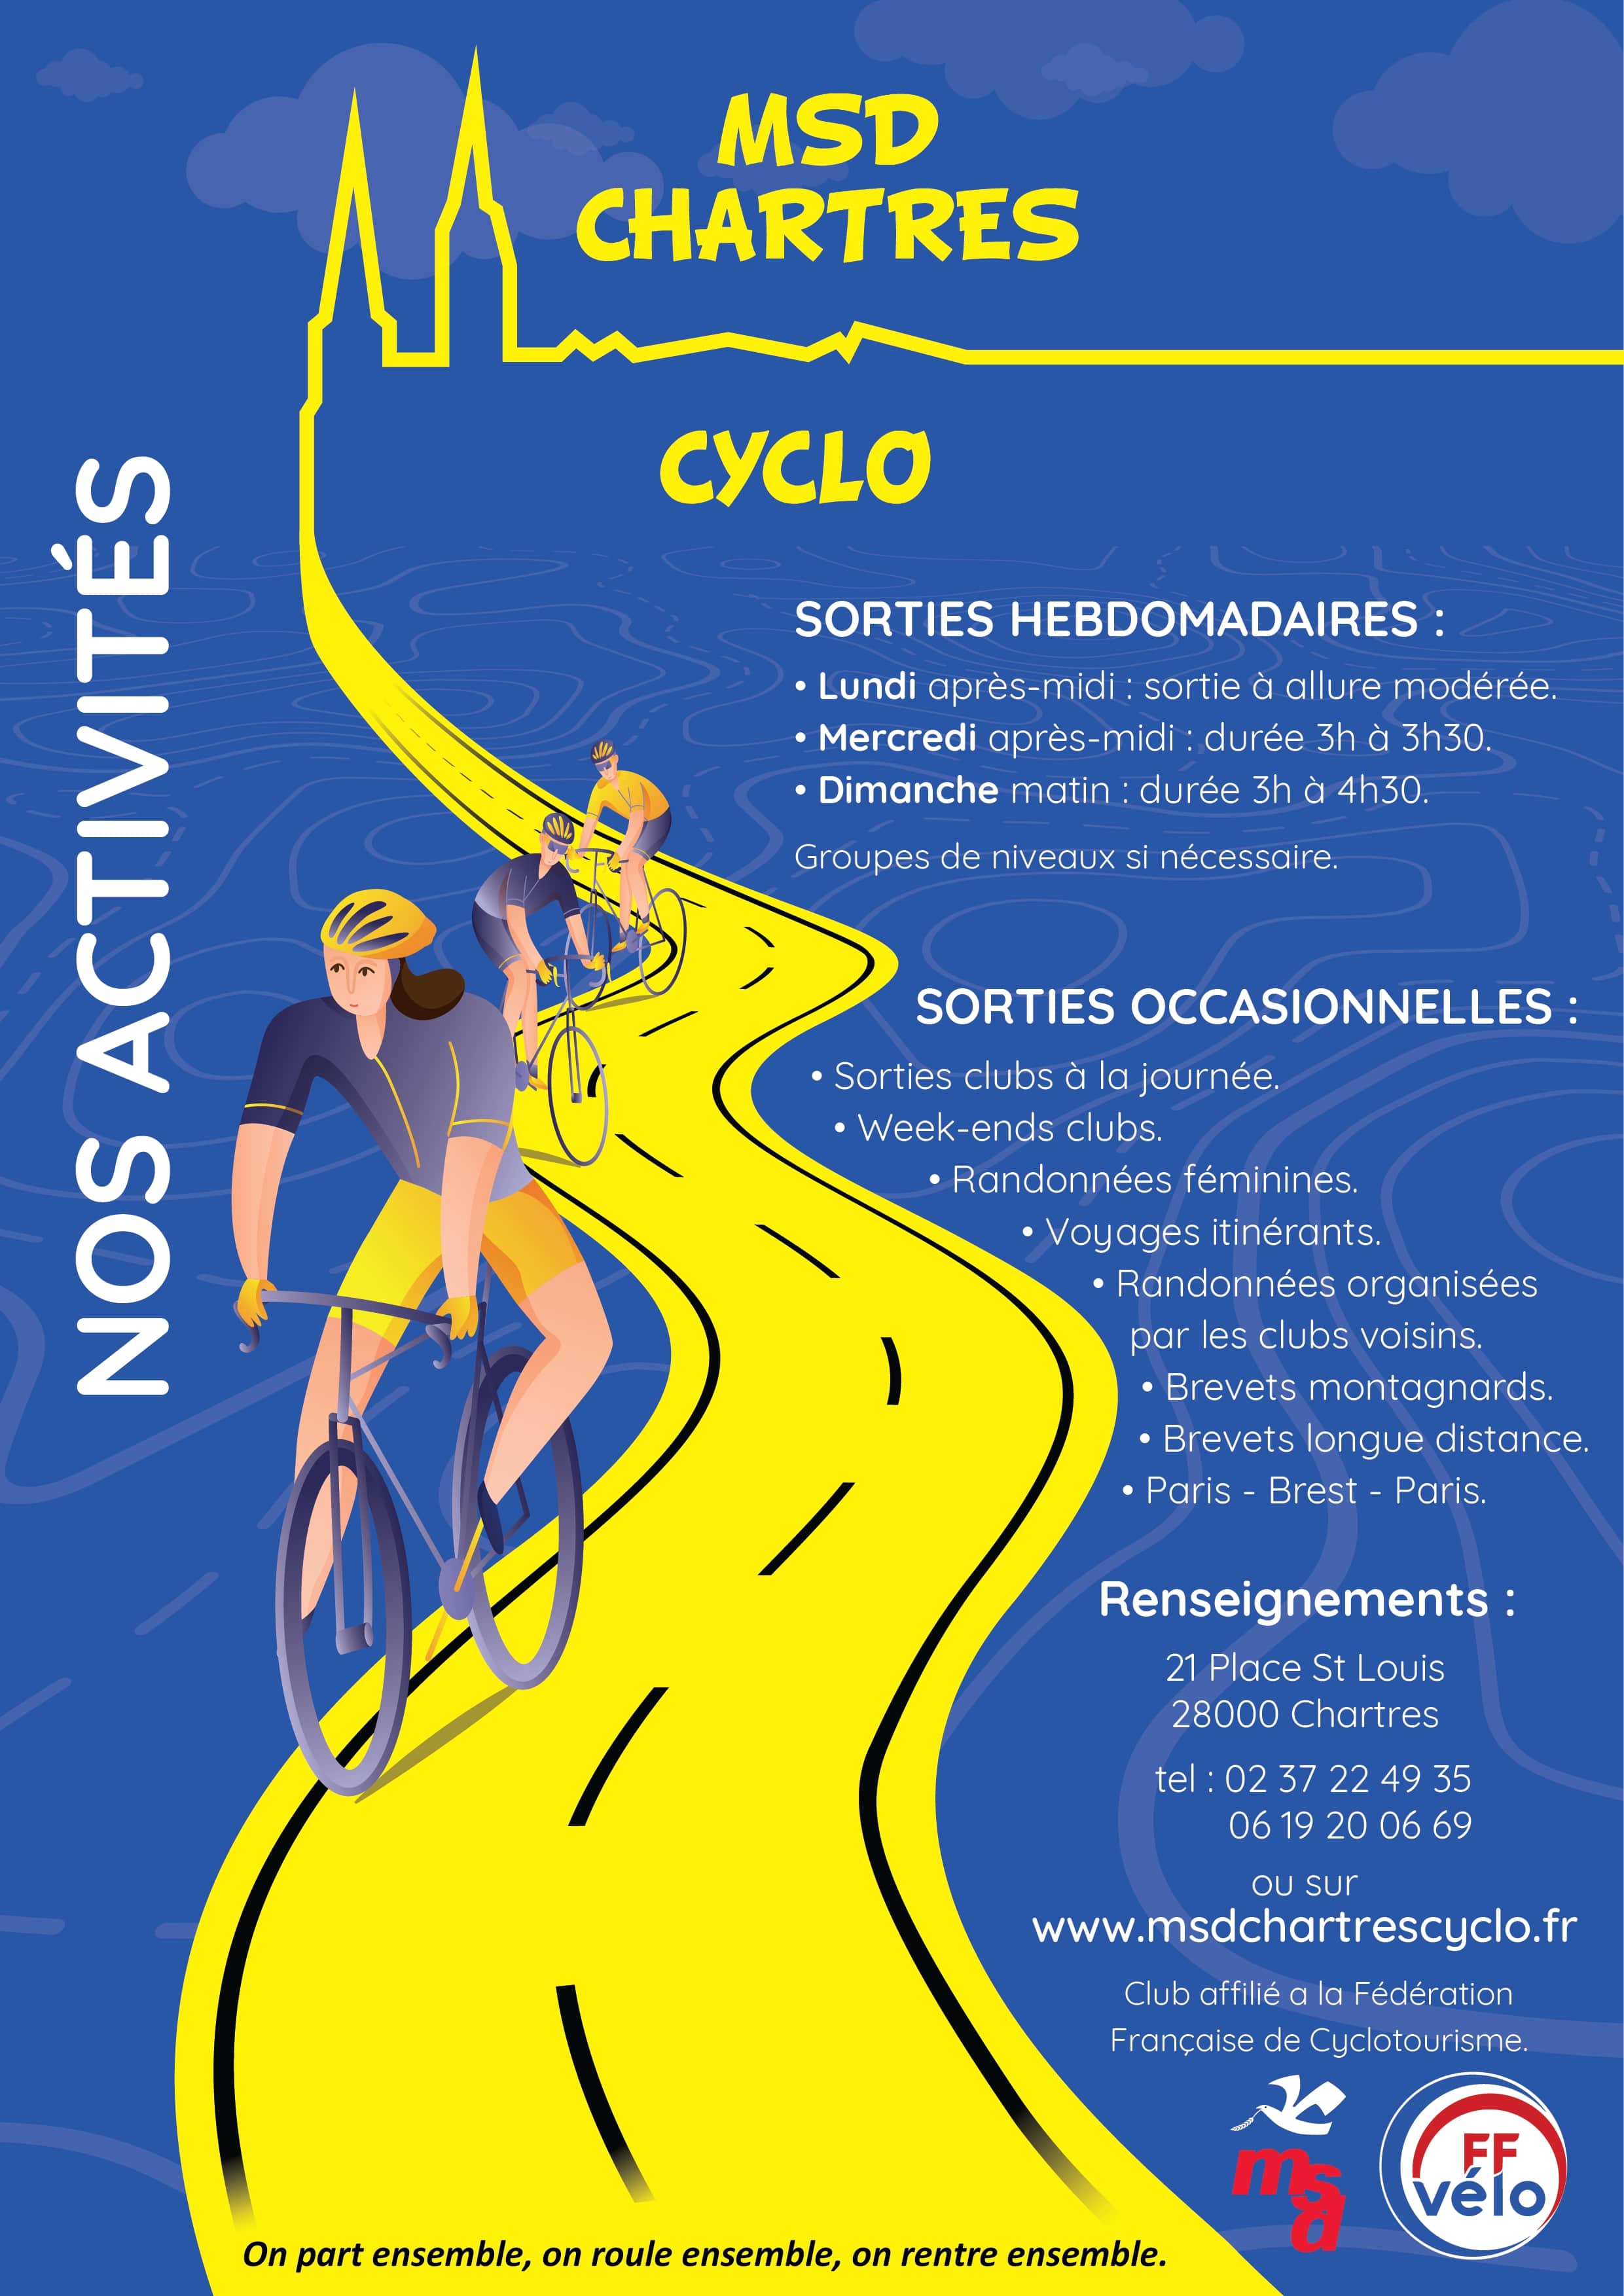 MSD
CHARTRES
CYCLO
NOS ACTIVITÉS
SORTIES HEBDOMADAIRES :
• Lundi après-midi : sortie à allure modérée.
• Mercredi après-midi : durée 3h à 3h30.
• Dimanche matin : durée 3h à 4h30.
Groupes de niveaux si nécessaire.
SORTIES OCCASIONNELLES :
• Sorties clubs à la journée.
• Week-ends clubs.
• Randonnées féminines.
• Voyages itinérants.
• Randonnées organisées
par les clubs voisins.
• Brevets montagnards.
• Brevets longue distance.
• Paris - Brest - Paris.
Renseignements :
21 Place St Louis
28000 Chartres
tel : 02 37 22 49 35
06 19 20 06 69
ou sur
www.msdchartrescyclo.fr
Club affilié a la Fédération
Française de Cyclotourisme.
msd
FF
vélo
On part ensemble, on roule ensemble, on rentre ensemble.